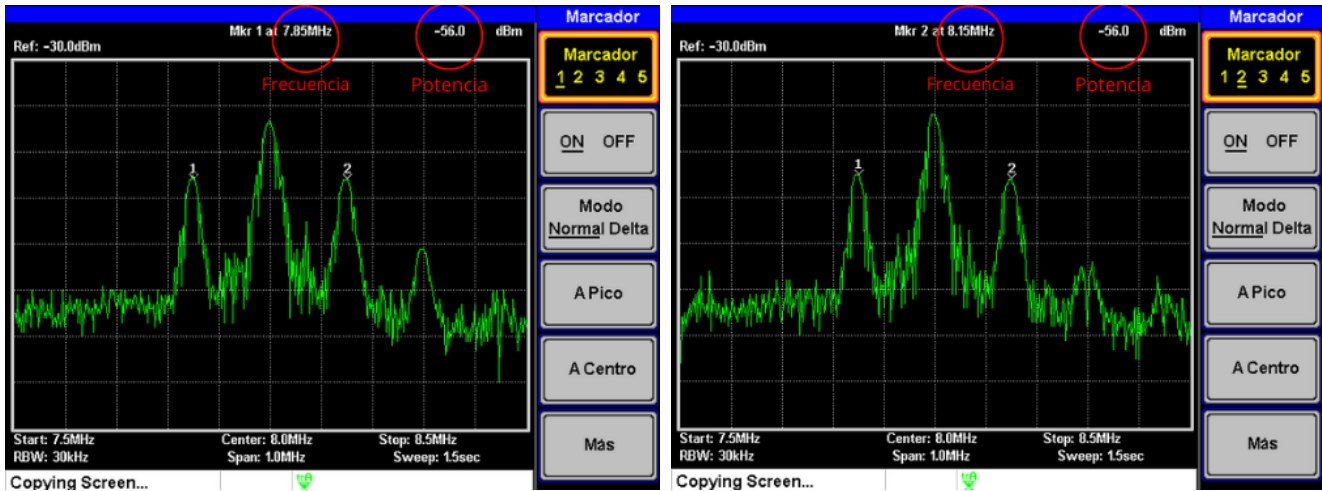 Marcador
Mkr 1 at 7.85MHz -56.0 dBm
Ref: -30.0dBm
Frecuencia Potencia
1 2
Marcador
1 2 3 4 5
ON OFF
Modo
Normal Delta
A Pico
A Centro
Más
Start: 7.5MHz Center: 8.0MHz Stop: 8.5MHz
RBW: 30kHz Span: 1.0MHz Sweep: 1.5sec
Copying Screen...
Marcador
Mkr 2 at 8.15MHz -56.0 dBm
Ref: -30.0dBm
Frecuencia Potencia
1 2
Marcador
1 2 3 4 5
ON OFF
Modo
Normal Delta
A Pico
A Centro
Más
Start: 7.5MHz Center: 8.0MHz Stop: 8.5MHz
RBW: 30kHz Span: 1.0MHz Sweep: 1.5sec
Copying Screen...